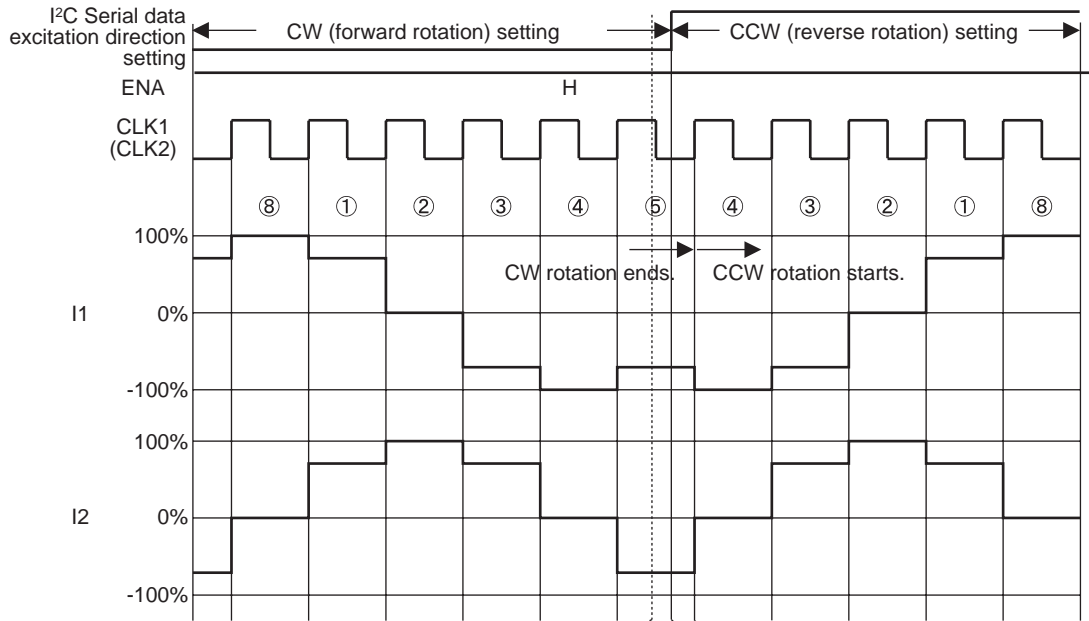 I²C Serial data
excitation direction
setting
CW (forward rotation) setting
CCW (reverse rotation) setting
ENA
H
CLK1
(CLK2)
⑧ ① ② ③ ④ ⑤ ④ ③ ② ① ⑧
100%
CW rotation ends.
CCW rotation starts.
I1
0%
-100%
100%
I2
0%
-100%